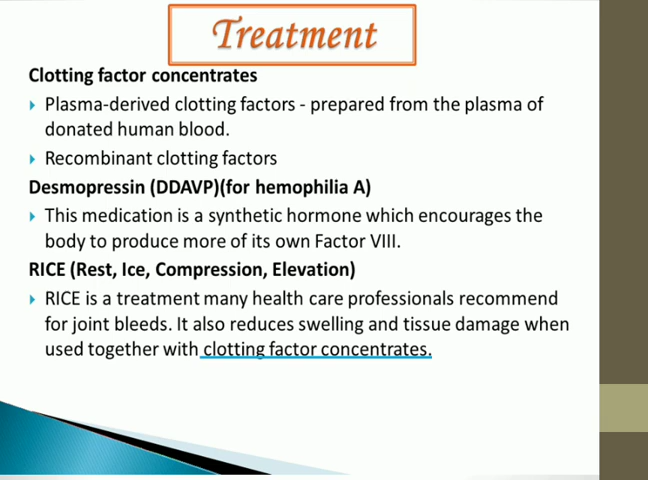 Treatment
Clotting factor concentrates
Plasma-derived clotting factors - prepared from the plasma of
donated human blood.
Recombinant clotting factors
Desmopressin (DDAVP)(for hemophilia A)
This medication is a synthetic hormone which encourages the
body to produce more of its own Factor VIII.
RICE (Rest, Ice, Compression, Elevation)
RICE is a treatment many health care professionals recommend
for joint bleeds. It also reduces swelling and tissue damage when
used together with clotting factor concentrates.